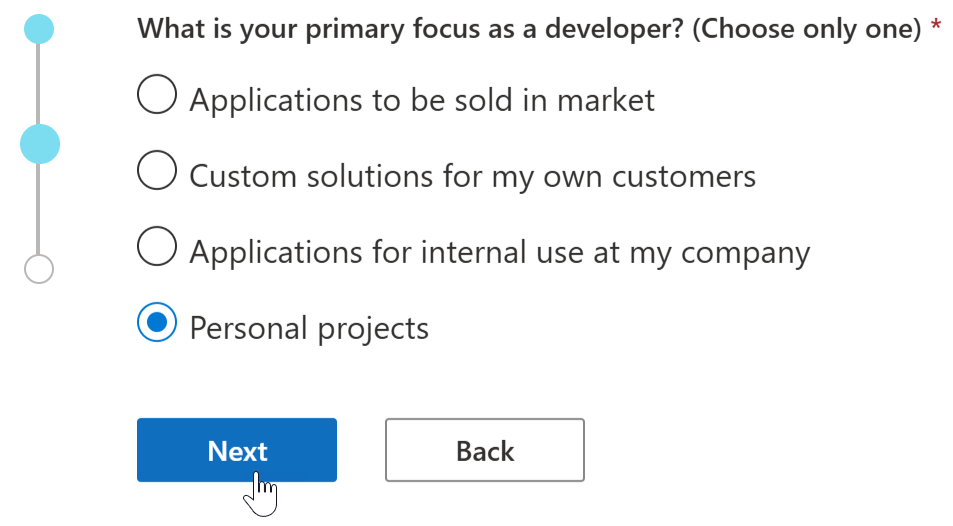 What is your primary focus as a developer? (Choose only one) *
Applications to be sold in market
Custom solutions for my own customers
Applications for internal use at my company
Personal projects
Next
Back